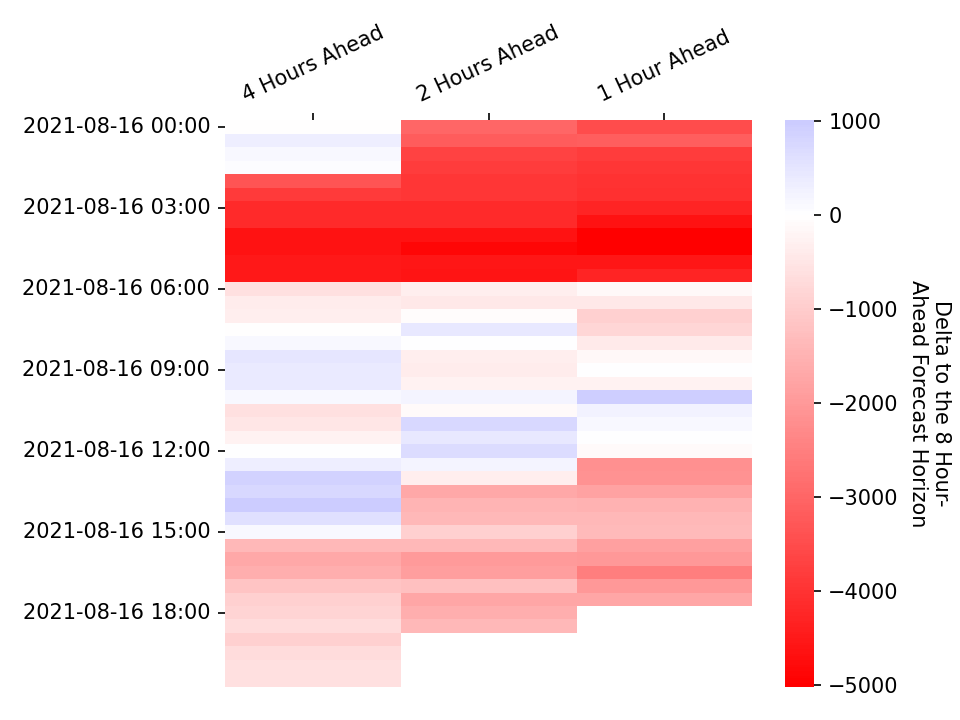 4 Hours Ahead
2 Hours Ahead
1 Hour Ahead
2021-08-16 00:00
2021-08-16 03:00
2021-08-16 06:00
2021-08-16 09:00
2021-08-16 12:00
2021-08-16 15:00
2021-08-16 18:00
1000
0
−1000
−2000
−3000
−4000
−5000
Delta to the 8 Hour-
Ahead Forecast Horizon